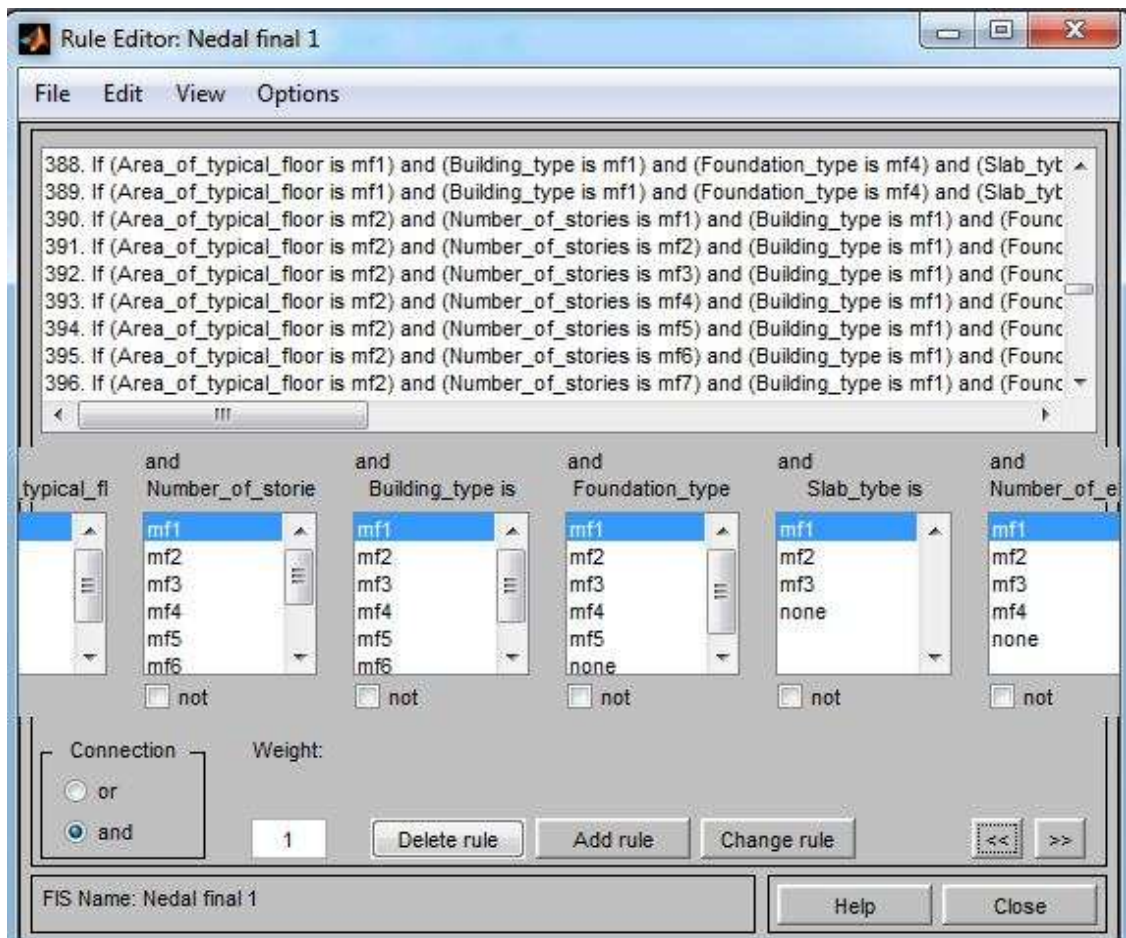 Rule Editor: Nedal final 1
File Edit View Options
388. If (Area_of_typical_floor is mf1) and (Building_type is mf1) and (Foundation_type is mf4) and (Slab_tyb
389. If (Area_of_typical_floor is mf1) and (Building_type is mf1) and (Foundation_type is mf4) and (Slab_tyb
390. If (Area_of_typical_floor is mf2) and (Number_of_stories is mf1) and (Building_type is mf1) and (Founc
391. If (Area_of_typical_floor is mf2) and (Number_of_stories is mf2) and (Building_type is mf1) and (Founc
392. If (Area_of_typical_floor is mf2) and (Number_of_stories is mf3) and (Building_type is mf1) and (Founc
393. If (Area_of_typical_floor is mf2) and (Number_of_stories is mf4) and (Building_type is mf1) and (Founc
394. If (Area_of_typical_floor is mf2) and (Number_of_stories is mf5) and (Building_type is mf1) and (Founc
395. If (Area_of_typical_floor is mf2) and (Number_of_stories is mf6) and (Building_type is mf1) and (Founc
396. If (Area_of_typical_floor is mf2) and (Number_of_stories is mf7) and (Building_type is mf1) and (Founc
and and and and and
_typical_fl Number_of_storie Building_type is Foundation_type Slab_tybe is Number_of_e
mf1 mf1 mf1 mf1 mf1
mf2 mf2 mf2 mf2 mf2
mf3 mf3 mf3 mf3 mf3
mf4 mf4 mf4 none mf4
mf5 mf5 mf5 none
mf6 mf6 none
not not not not not
Connection Weight:
or
and 1 Delete rule Add rule Change rule << >>
FIS Name: Nedal final 1 Help Close